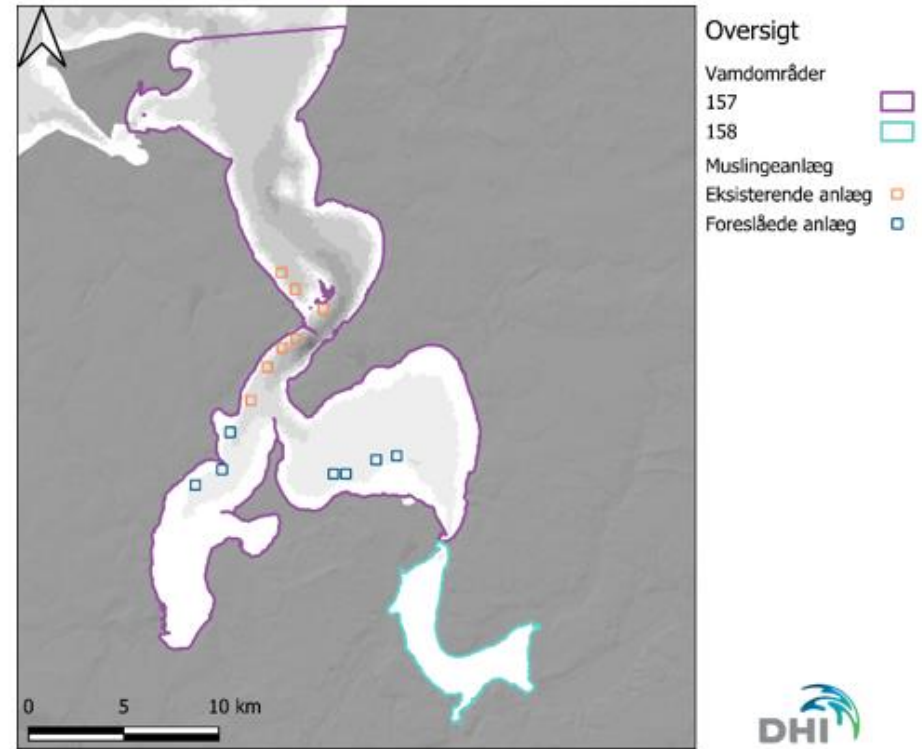 Oversigt
Vamdområder
157
158
Muslingeanlæg
Eksisterende anlæg
Foreslåede anlæg
0 5 10 km
DHI